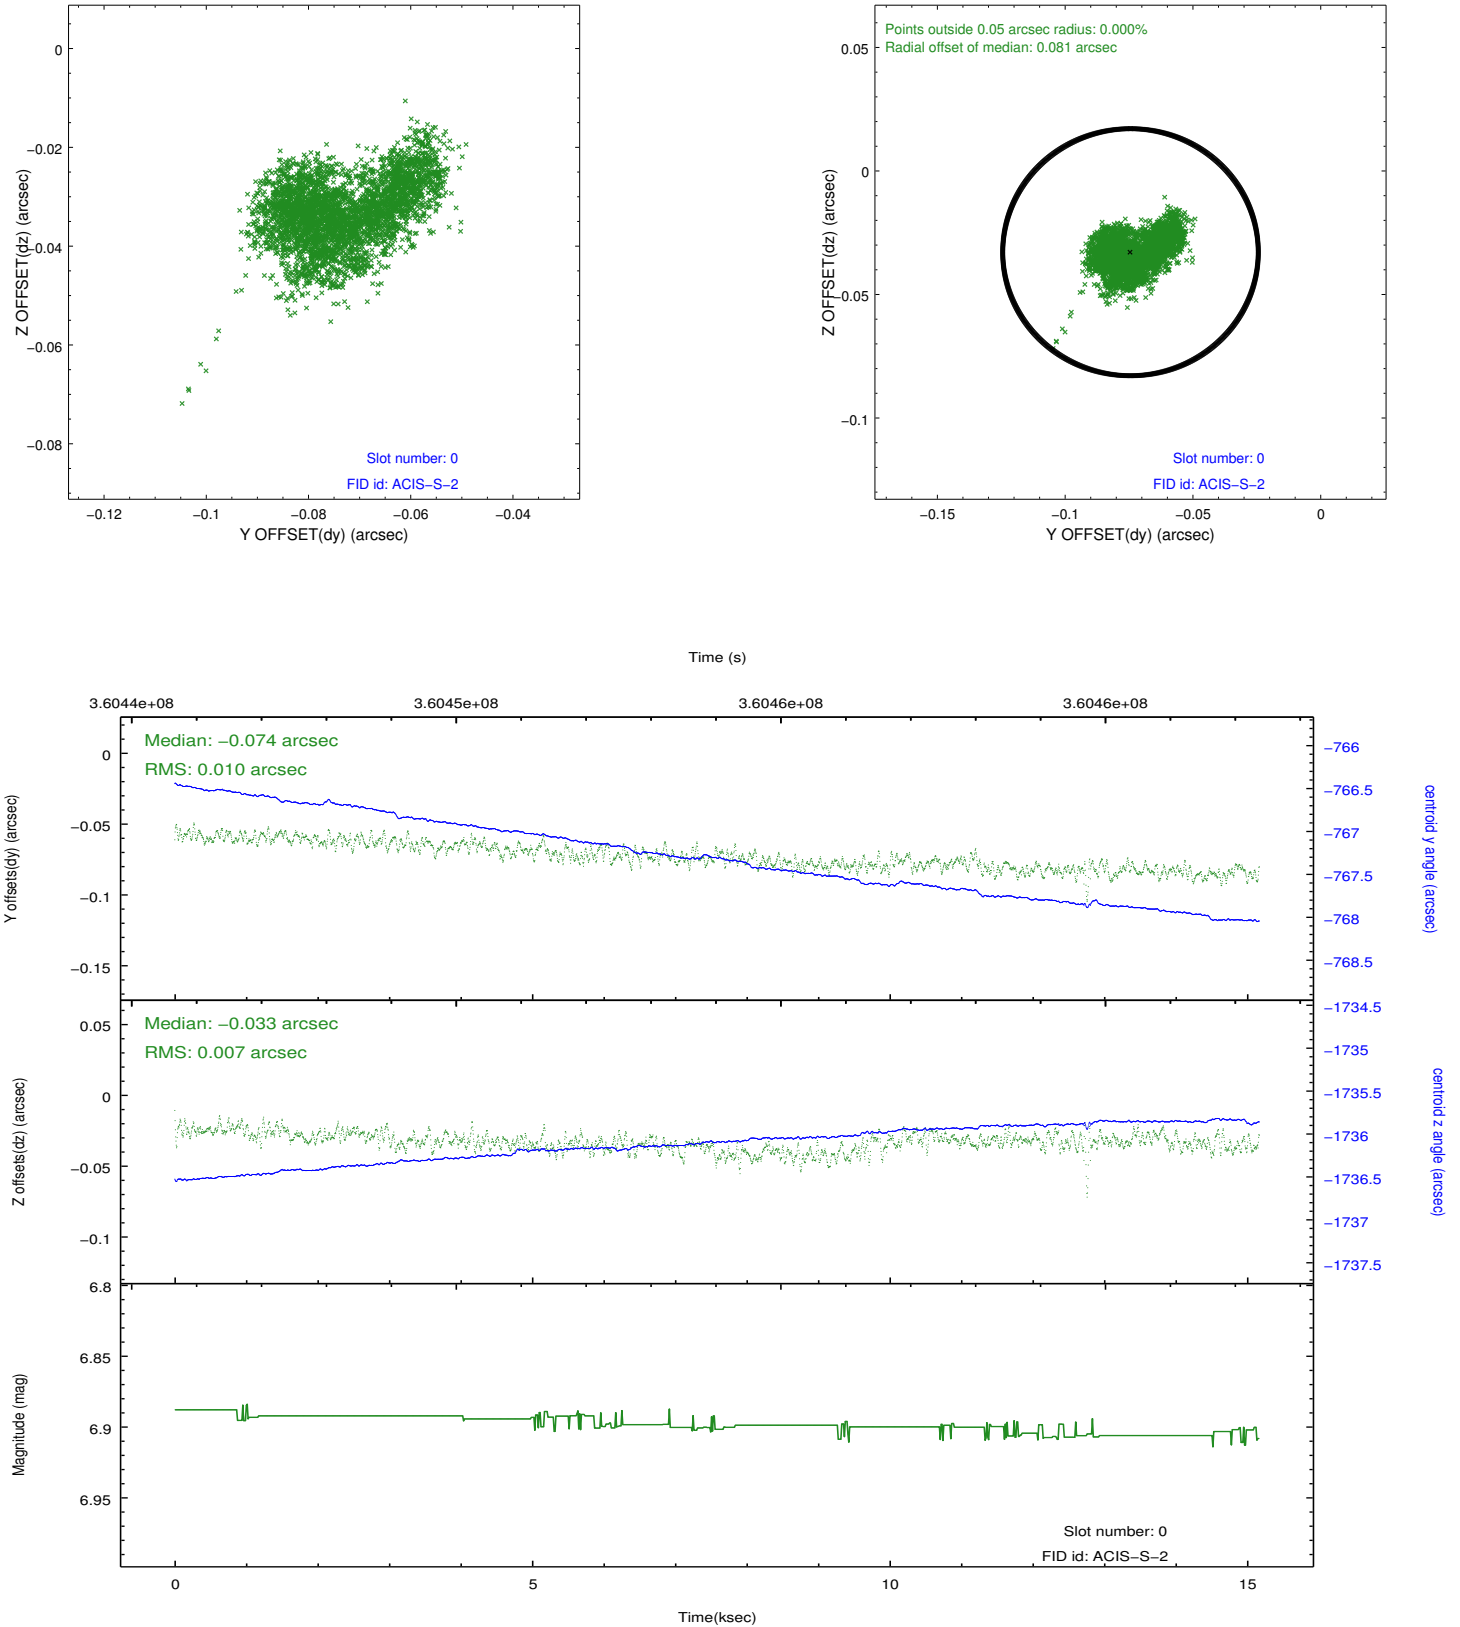 0
−0.02
−0.04
−0.06
−0.08
Z OFFSET(dz) (arcsec)
Slot number: 0
FID id: ACIS−S−2
−0.12
−0.1
−0.08
−0.06
−0.04
Y OFFSET(dy) (arcsec)
Points outside 0.05 arcsec radius: 0.000%
Radial offset of median: 0.081 arcsec
0.05
0
−0.05
−0.1
Z OFFSET(dz) (arcsec)
Slot number: 0
FID id: ACIS−S−2
−0.15
−0.1
−0.05
0
Y OFFSET(dy) (arcsec)
Time (s)
3.6044e+08
3.6045e+08
3.6046e+08
3.6046e+08
Median: −0.074 arcsec
RMS: 0.010 arcsec
0
−0.05
−0.1
−0.15
Y offsets(dy) (arcsec)
−766
−766.5
−767
−767.5
−768
−768.5
centroid y angle (arcsec)
Median: −0.033 arcsec
RMS: 0.007 arcsec
0.05
0
−0.05
−0.1
Z offsets(dz) (arcsec)
−1734.5
−1735
−1735.5
−1736
−1736.5
−1737
−1737.5
centroid z angle (arcsec)
6.8
6.85
6.9
6.95
Magnitude (mag)
Slot number: 0
FID id: ACIS−S−2
0
5
10
15
Time(ksec)